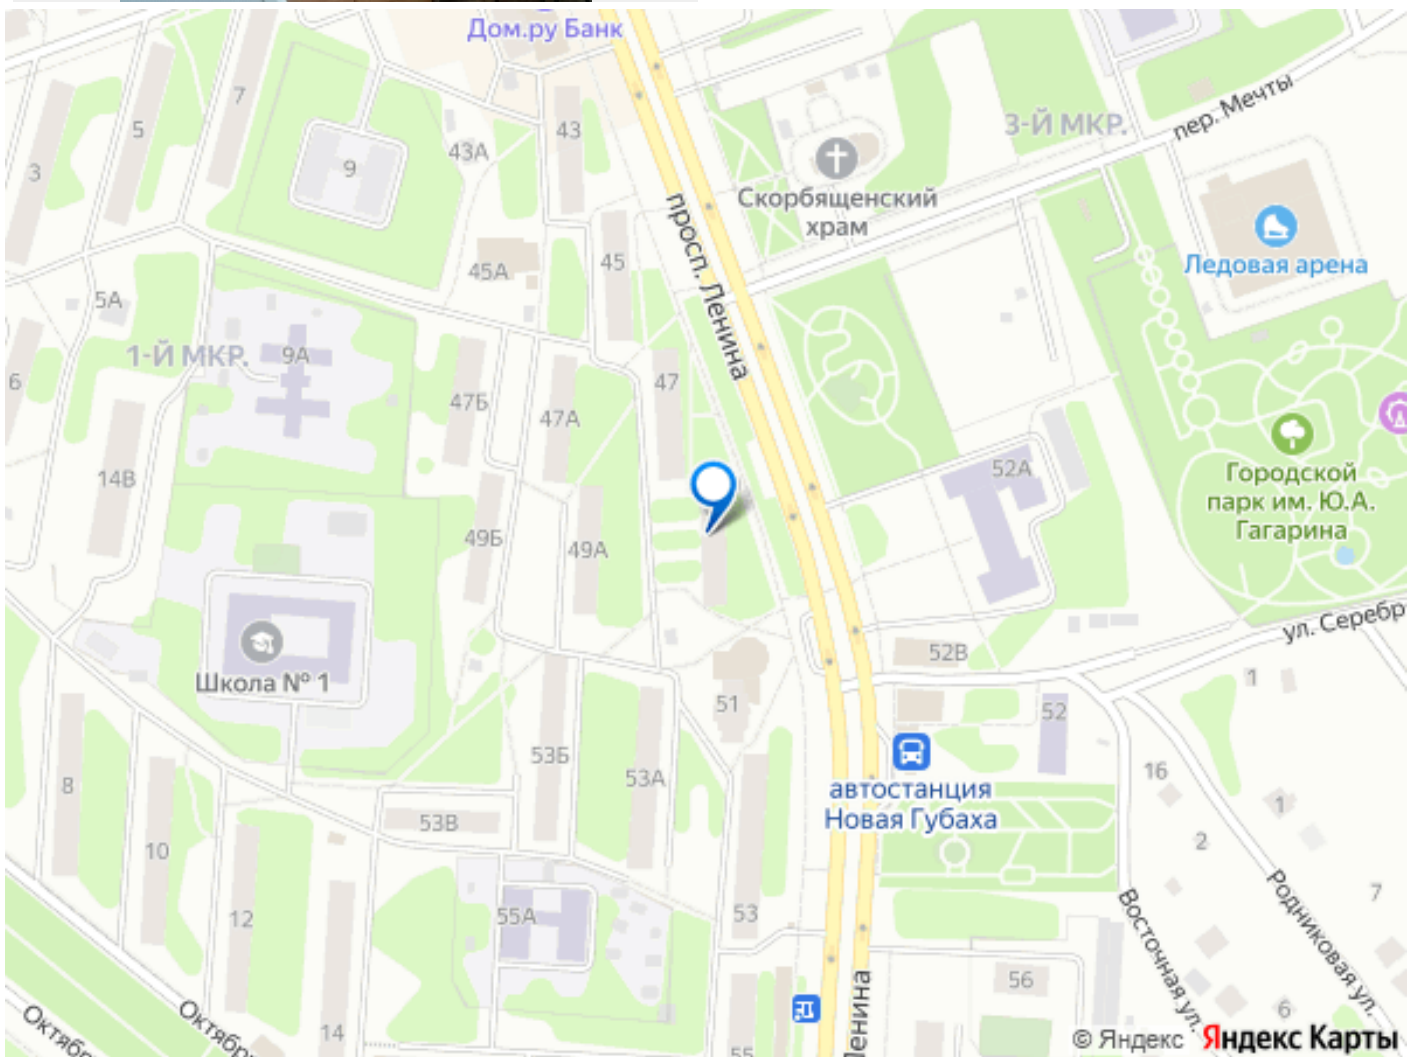 Дом.ру Банк
7
5
3
43
43А
9
3-Й МКР.
пер. Мечты
Скорбященский
храм
просп. Ленина
Ледовая арена
45
45А
5А
1-Й МКР.
9А
6
47
47Б
47А
14В
52А
Городской
парк им. Ю.А.
Гагарина
49Б
49А
ул. Серебр
Школа № 1
52В
1
51
52
53Б
53А
8
автостанция
Новая Губаха
16
1
2
53В
10
12
55А
53
7
Восточная ул.
Родниковая ул.
56
6
14
Октябр
Октябр
Ленина
55
© Яндекс Яндекс Карты